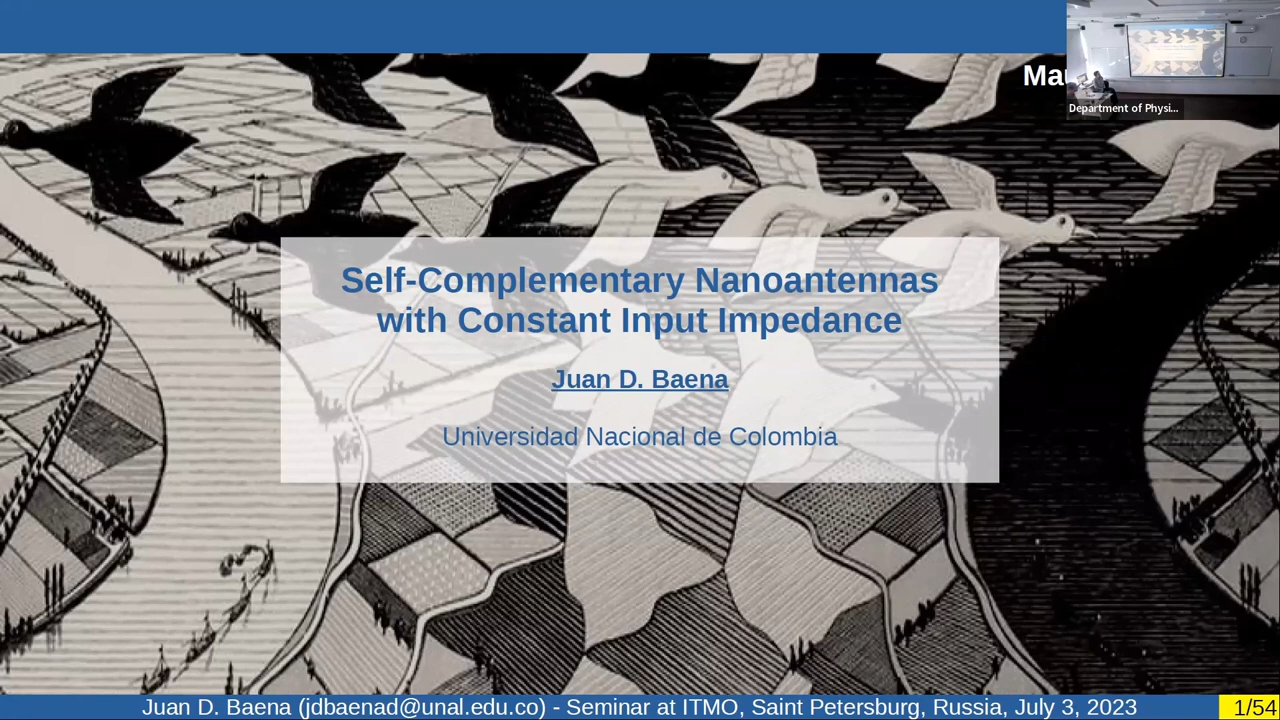 Department of Physi...
Self-Complementary Nanoantennas
with Constant Input Impedance
Juan D. Baena
Universidad Nacional de Colombia
Juan D. Baena (jdbaenad@unal.edu.co) - Seminar at ITMO, Saint Petersburg, Russia, July 3, 2023
1/54